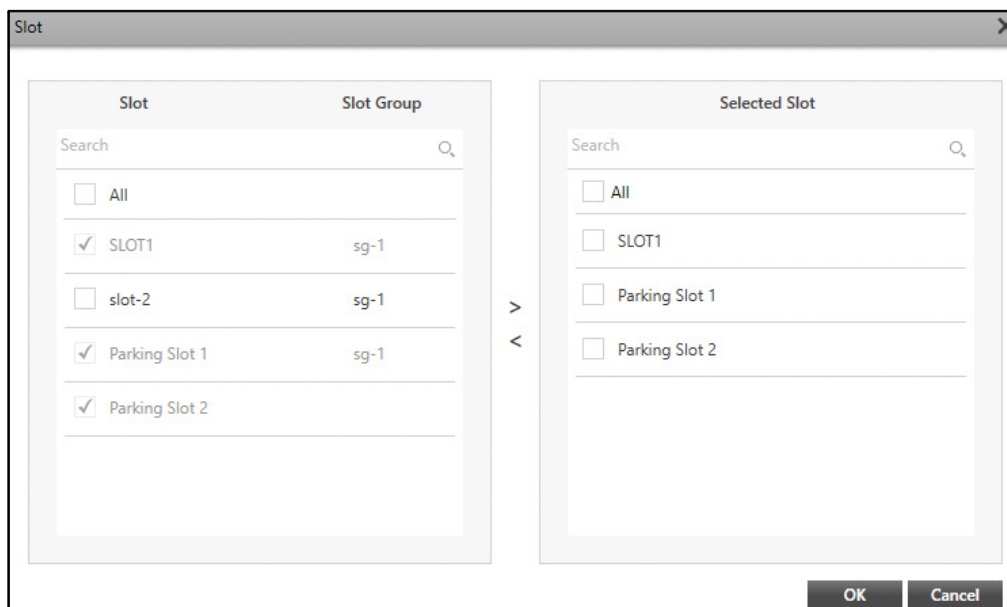 Slot
Slot Slot Group
Search
All
SLOT1 sg-1
slot-2 sg-1
Parking Slot 1 sg-1
Parking Slot 2
>
<
Selected Slot
Search
All
SLOT1
Parking Slot 1
Parking Slot 2
OK Cancel